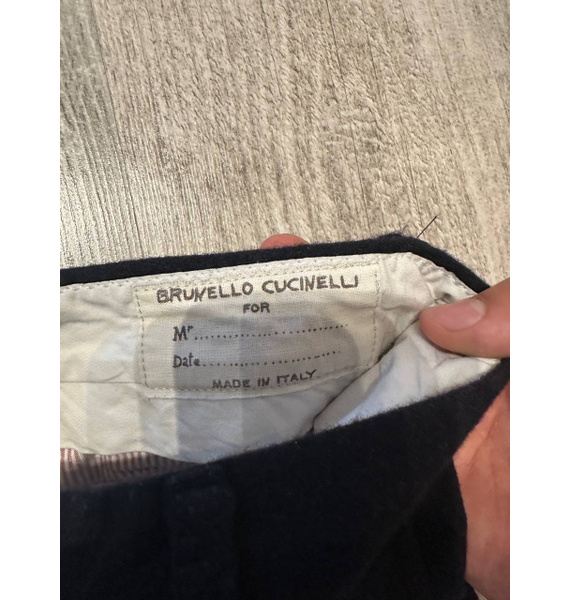 BRUNELLO CUCINELLI
FOR
Mr ........................
Date ........................
MADE IN ITALY